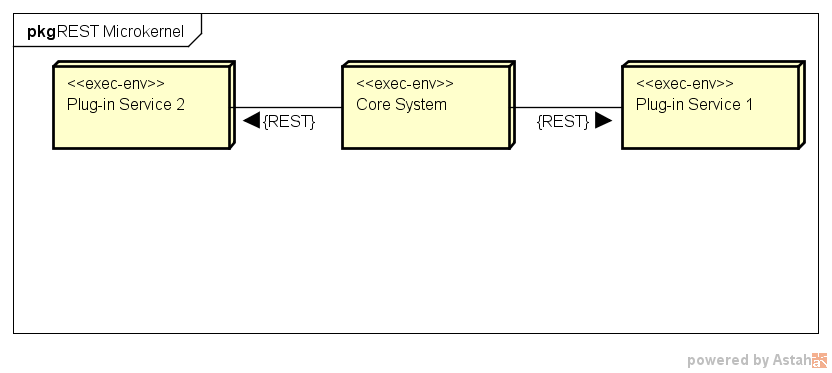 pkgREST Microkernel
<<exec-env>>
Plug-in Service 2
<<exec-env>>
Core System
<<exec-env>>
Plug-in Service 1
{REST}
{REST}
powered by Astah